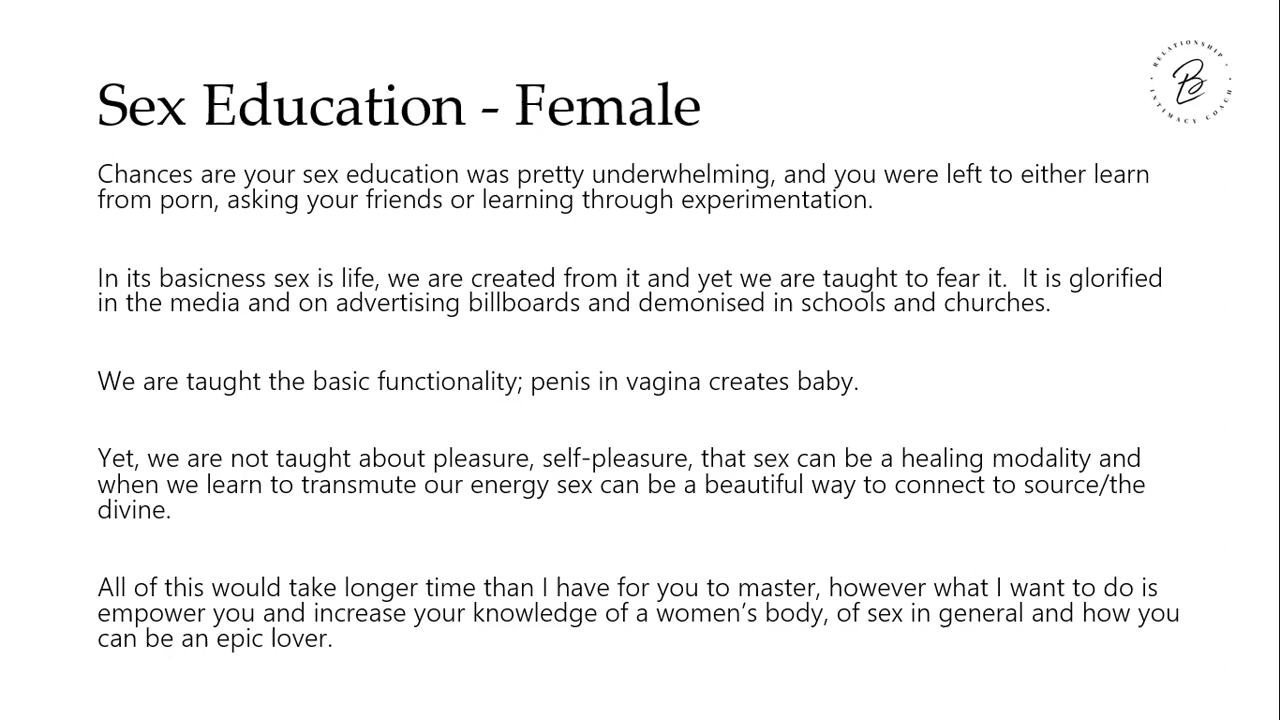 RELATIONSHIP
B
INTIMACY COACH
Sex Education - Female
Chances are your sex education was pretty underwhelming, and you were left to either learn
from porn, asking your friends or learning through experimentation.
In its basicness sex is life, we are created from it and yet we are taught to fear it.  It is glorified
in the media and on advertising billboards and demonised in schools and churches.
We are taught the basic functionality; penis in vagina creates baby.
Yet, we are not taught about pleasure, self-pleasure, that sex can be a healing modality and
when we learn to transmute our energy sex can be a beautiful way to connect to source/the
divine.
All of this would take longer time than I have for you to master, however what I want to do is
empower you and increase your knowledge of a women’s body, of sex in general and how you
can be an epic lover.